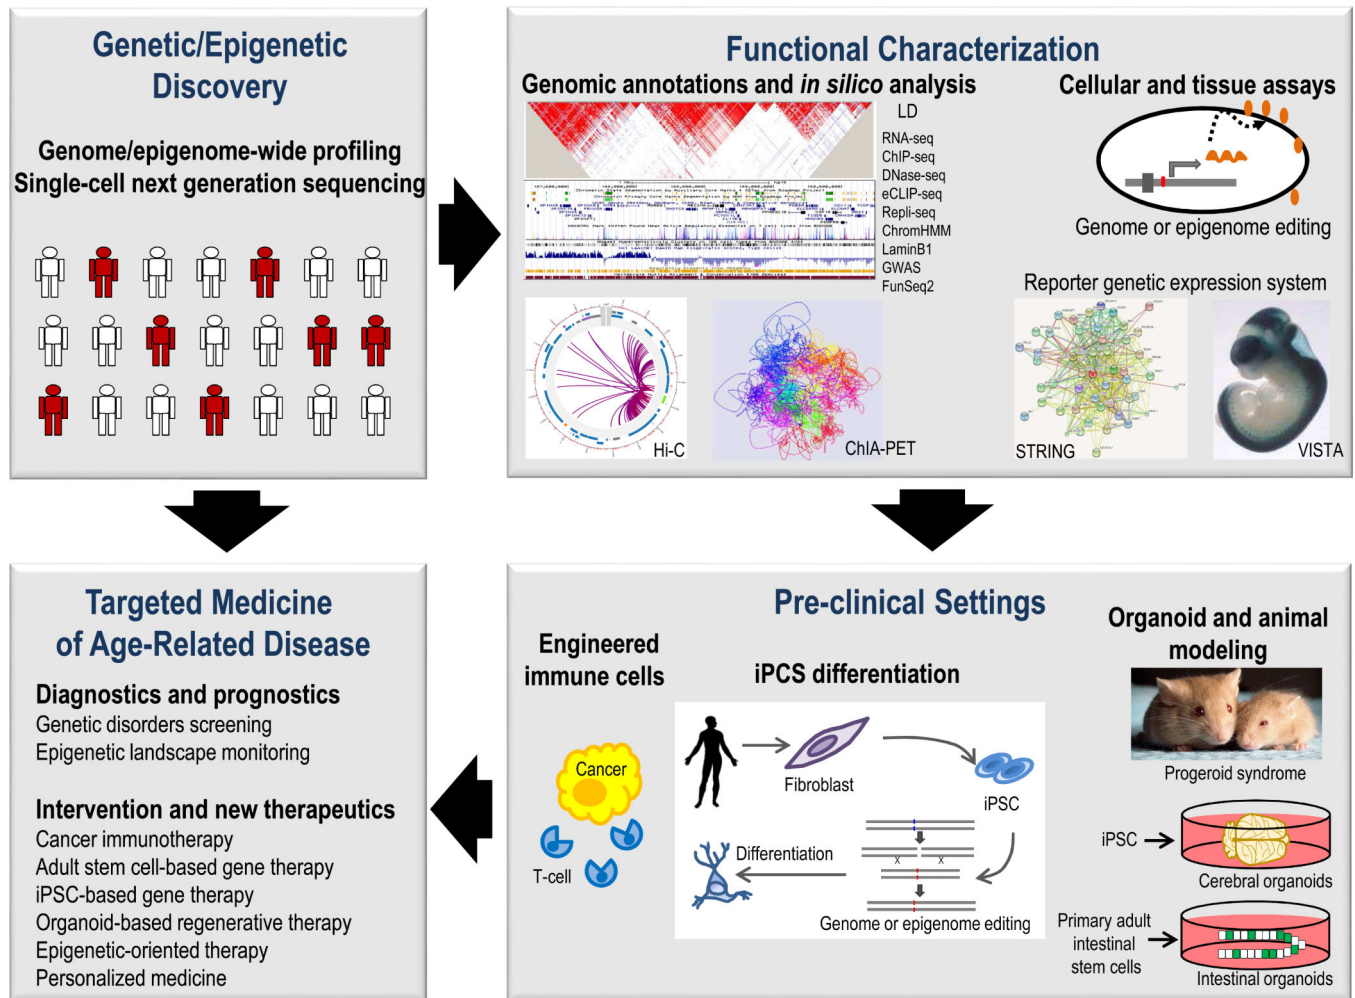 Genetic/Epigenetic
Discovery
Genome/epigenome-wide profiling
Single-cell next generation sequencing
Functional Characterization
Genomic annotations and in silico analysis
LD
RNA-seq
ChIP-seq
DNase-seq
eCLIP-seq
Repli-seq
ChromHMM
LaminB1
GWAS
FunSeq2
Hi-C
ChIA-PET
Cellular and tissue assays
Genome or epigenome editing
Reporter genetic expression system
STRING
VISTA
Targeted Medicine
of Age-Related Disease
Diagnostics and prognostics
Genetic disorders screening
Epigenetic landscape monitoring
Intervention and new therapeutics
Cancer immunotherapy
Adult stem cell-based gene therapy
iPSC-based gene therapy
Organoid-based regenerative therapy
Epigenetic-oriented therapy
Personalized medicine
Pre-clinical Settings
Engineered
immune cells
Cancer
T-cell
iPCS differentiation
Fibroblast
iPSC
Differentiation
X X
Genome or epigenome editing
Organoid and animal
modeling
Progeroid syndrome
iPSC
Cerebral organoids
Primary adult
intestinal
stem cells
Intestinal organoids